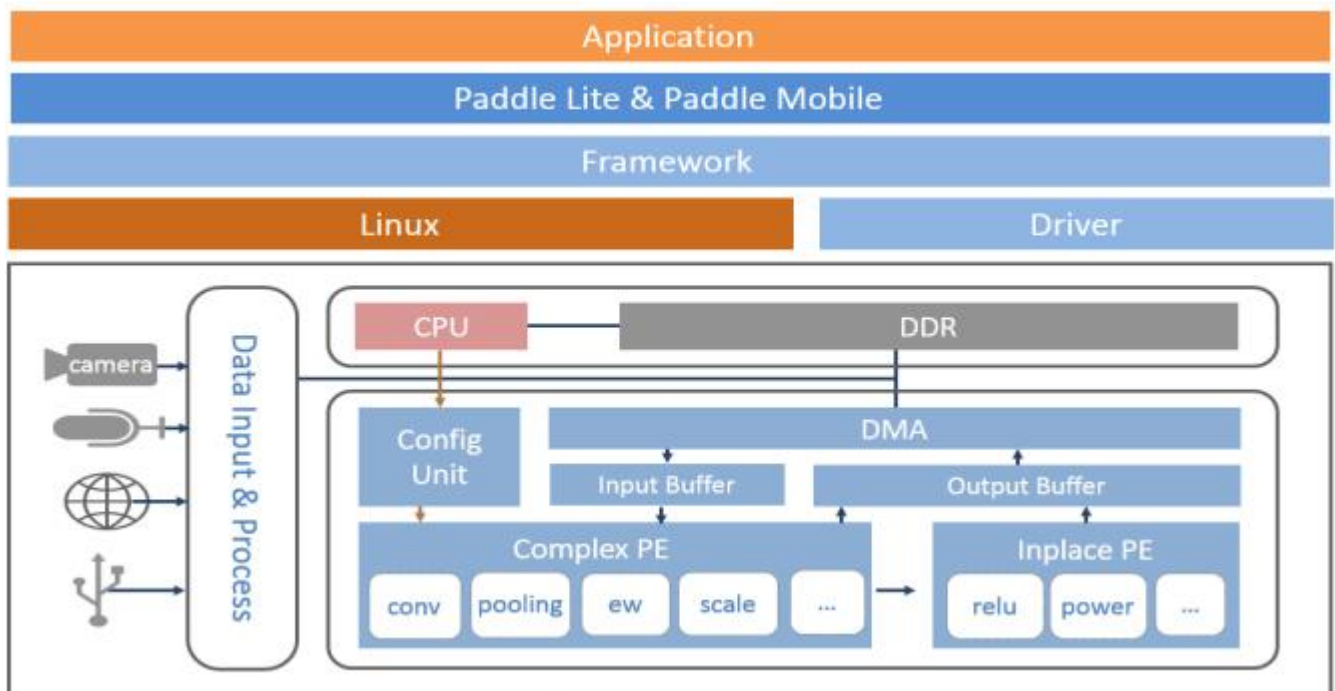 Application
Paddle Lite & Paddle Mobile
Framework
Linux
Driver
camera
Data Input & Process
CPU
DDR
Config
Unit
DMA
Input Buffer
Output Buffer
Complex PE
conv
pooling
ew
scale
...
Inplace PE
relu
power
...